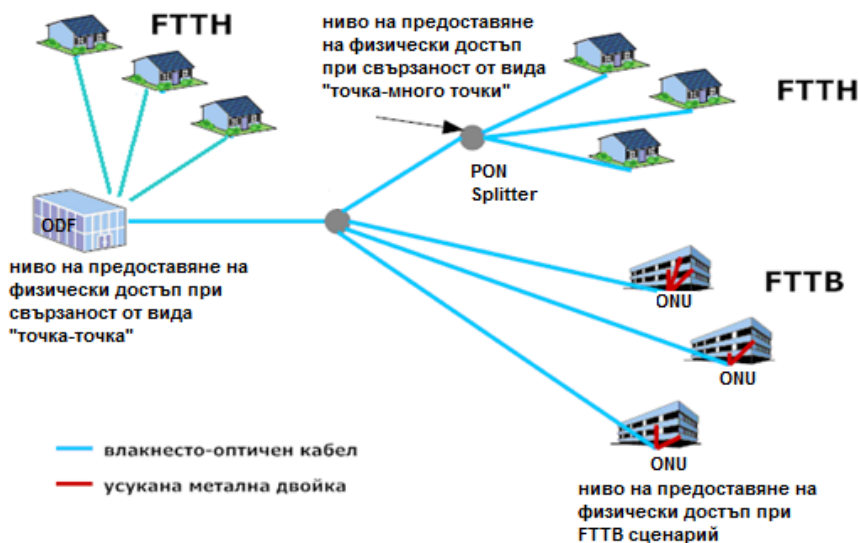 FTTH
ниво на предоставяне
на физически достъп
при свързаност от вида
"точка-много точки"
FTTH
PON
Splitter
ODF
ниво на предоставяне на
физически достъп при
свързаност от вида
"точка-точка"
ONU
FTTB
ONU
ONU
влакнесто-оптичен кабел
усукана метална двойка
ниво на предоставяне на
физически достъп при
FTTB сценарий